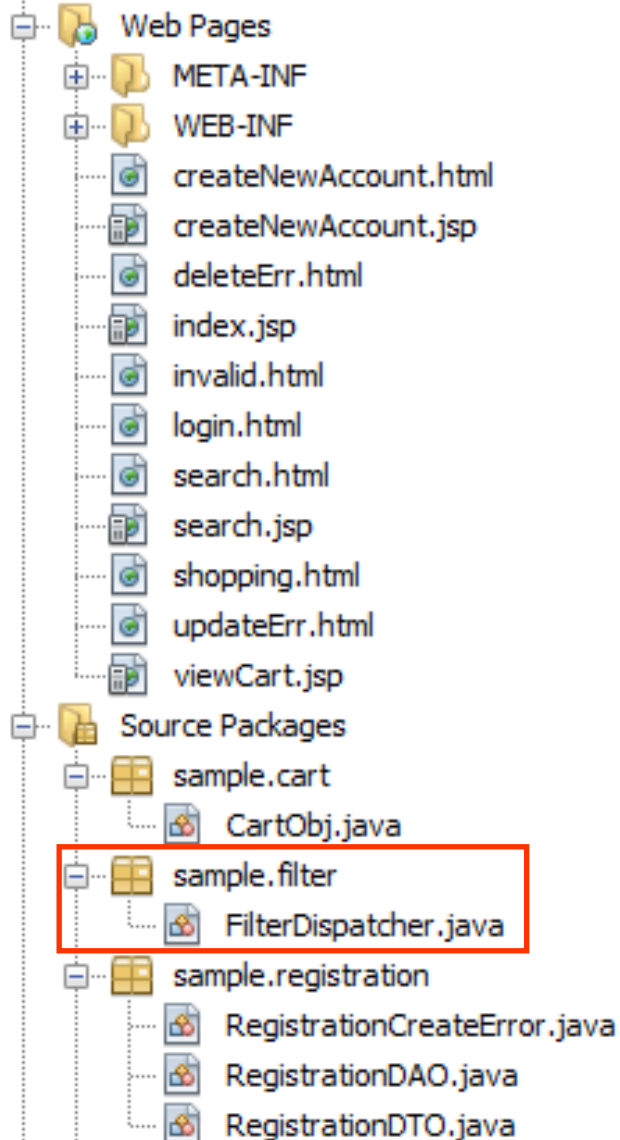 Web Pages
META-INF
WEB-INF
createNewAccount.html
createNewAccount.jsp
deleteErr.html
index.jsp
invalid.html
login.html
search.html
search.jsp
shopping.html
updateErr.html
viewCart.jsp
Source Packages
sample.cart
CartObj.java
sample.filter
FilterDispatcher.java
sample.registration
RegistrationCreateError.java
RegistrationDAO.java
RegistrationDTO.java